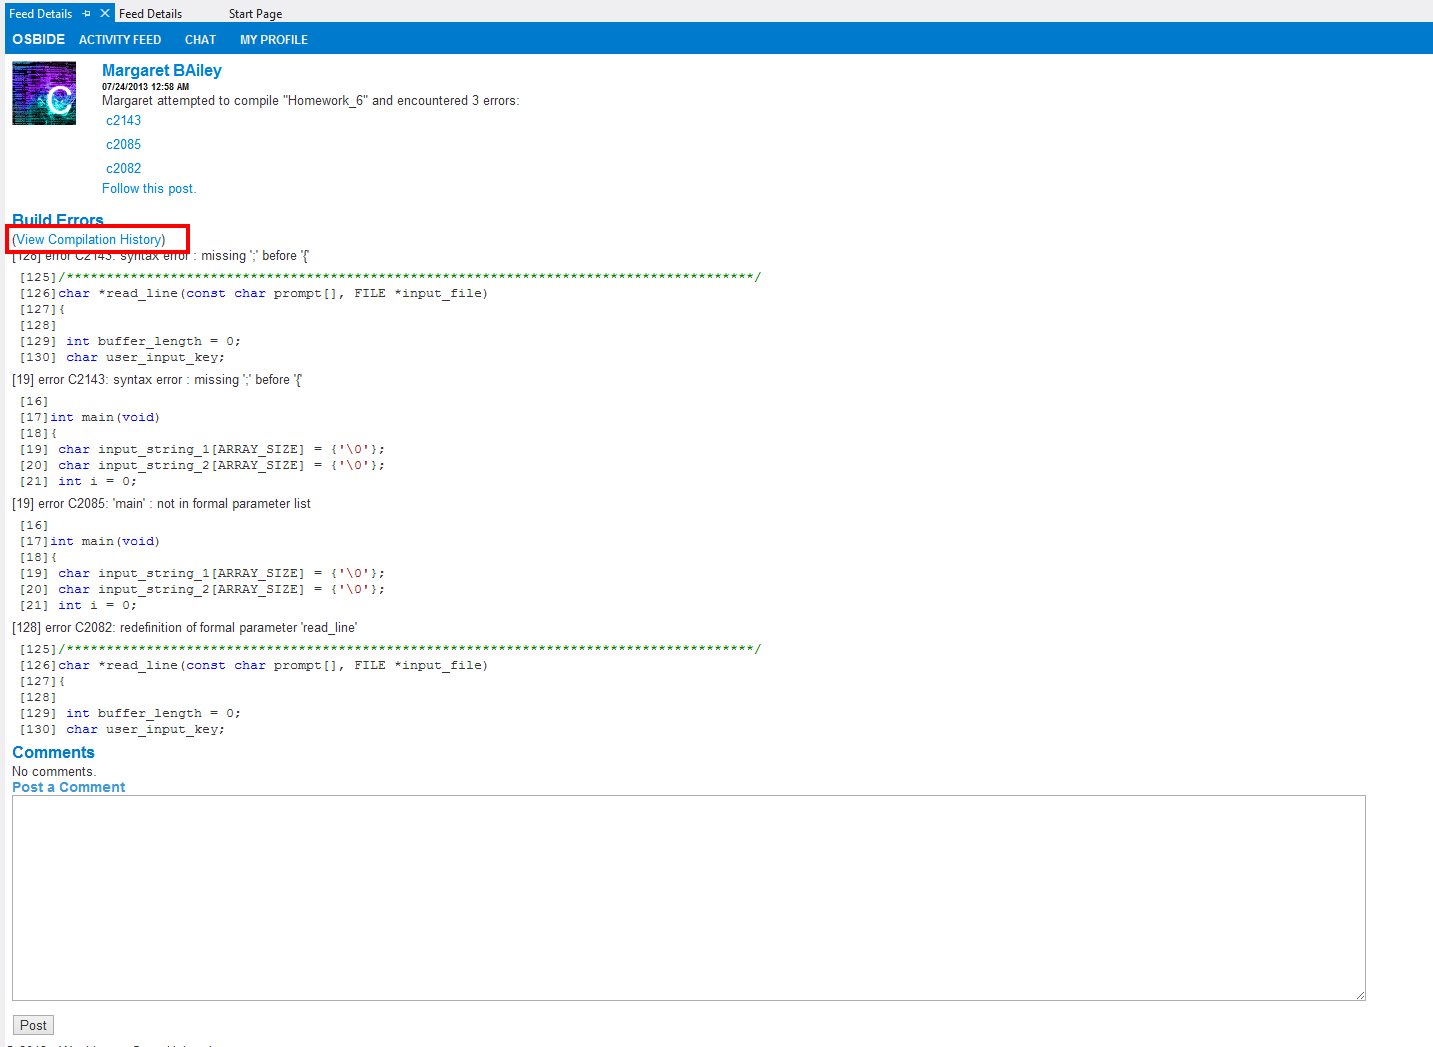 Feed Details Feed Details Start Page
OSBIDE ACTIVITY FEED CHAT MY PROFILE
C
Margaret BAiley
07/24/2013 12:58 AM
Margaret attempted to compile "Homework_6" and encountered 3 errors:
c2143
c2085
c2082
Follow this post.
Build Errors
(View Compilation History)
[128] error C2143: syntax error : missing ';' before '{'
[125]/**************************************************************************************/
[126]char *read_line(const char prompt[], FILE *input_file)
[127]{
[128]
[129] int buffer_length = 0;
[130] char user_input_key;
[19] error C2143: syntax error : missing ';' before '{'
[16]
[17]int main(void)
[18]{
[19] char input_string_1[ARRAY_SIZE] = {'\0'};
[20] char input_string_2[ARRAY_SIZE] = {'\0'};
[21] int i = 0;
[19] error C2085: 'main' : not in formal parameter list
[16]
[17]int main(void)
[18]{
[19] char input_string_1[ARRAY_SIZE] = {'\0'};
[20] char input_string_2[ARRAY_SIZE] = {'\0'};
[21] int i = 0;
[128] error C2082: redefinition of formal parameter 'read_line'
[125]/**************************************************************************************/
[126]char *read_line(const char prompt[], FILE *input_file)
[127]{
[128]
[129] int buffer_length = 0;
[130] char user_input_key;
Comments
No comments.
Post a Comment
Post